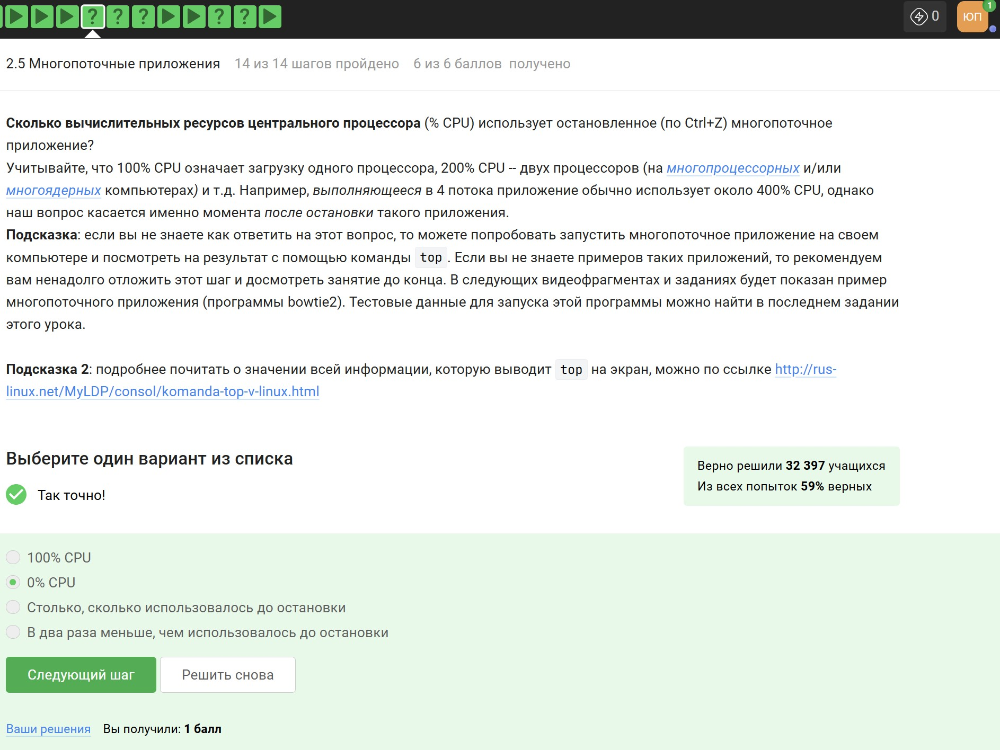 ? ? ? ? ? 0 ЮП 1
2.5 Многопоточные приложения 14 из 14 шагов пройдено 6 из 6 баллов получено
Сколько вычислительных ресурсов центрального процессора (% CPU) использует остановленное (по Ctrl+Z) многопоточное
приложение?
Учитывайте, что 100% CPU означает загрузку одного процессора, 200% CPU -- двух процессоров (на многопроцессорных и/или
многоядерных компьютерах) и т.д. Например, выполняющееся в 4 потока приложение обычно использует около 400% CPU, однако
наш вопрос касается именно момента после остановки такого приложения.
Подсказка: если вы не знаете как ответить на этот вопрос, то можете попробовать запустить многопоточное приложение на своем
компьютере и посмотреть на результат с помощью команды top. Если вы не знаете примеров таких приложений, то рекомендуем
вам ненадолго отложить этот шаг и досмотреть занятие до конца. В следующих видеофрагментах и заданиях будет показан пример
многопоточного приложения (программы bowtie2). Тестовые данные для запуска этой программы можно найти в последнем задании
этого урока.
Подсказка 2: подробнее почитать о значении всей информации, которую выводит top на экран, можно по ссылке http://rus-
linux.net/MyLDP/consol/komanda-top-v-linux.html
Выберите один вариант из списка
Верно решили 32 397 учащихся
Из всех попыток 59% верных
Так точно!
100% CPU
0% CPU
Столько, сколько использовалось до остановки
В два раза меньше, чем использовалось до остановки
Следующий шаг Решить снова
Ваши решения Вы получили: 1 балл